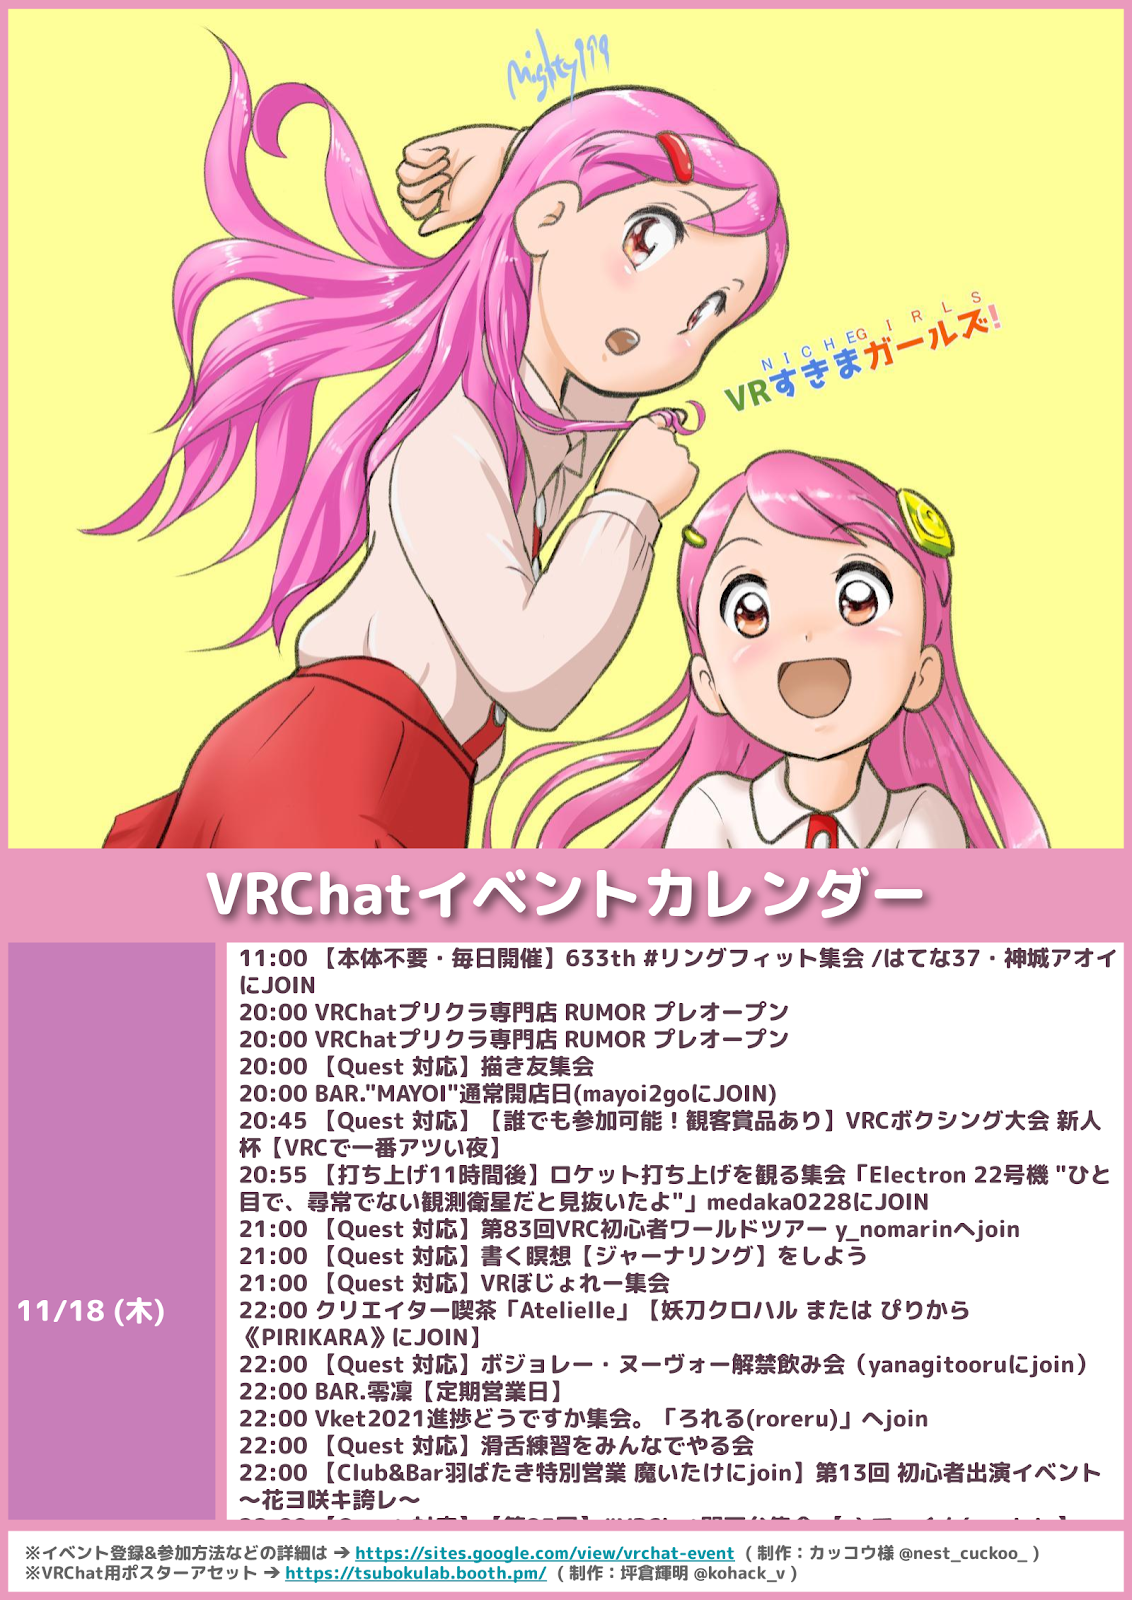 mighty199
NICHE GIRLS
VRすきまガールズ!
VRChatイベントカレンダー
11/18 (木)
11:00 【本体不要・毎日開催】633th #リングフィット集会 /はてな37・神城アオイ
にJOIN
20:00 VRChatプリクラ専門店 RUMOR プレオープン
20:00 VRChatプリクラ専門店 RUMOR プレオープン
20:00 【Quest 対応】描き友集会
20:00 BAR."MAYOI"通常開店日(mayoi2goにJOIN)
20:45 【Quest 対応】【誰でも参加可能！観客賞品あり】VRCボクシング大会 新人
杯【VRCで一番アツい夜】
20:55 【打ち上げ11時間後】ロケット打ち上げを観る集会「Electron 22号機 "ひと
目で、尋常でない観測衛星だと見抜いたよ"」medaka0228にJOIN
21:00 【Quest 対応】第83回VRC初心者ワールドツアー y_nomarinへjoin
21:00 【Quest 対応】書く瞑想【ジャーナリング】をしよう
21:00 【Quest 対応】VRぼじょれー集会
22:00 クリエイター喫茶「Atelielle」【妖刀クロハル または ぴりから
《PIRIKARA》にJOIN】
22:00 【Quest 対応】ボジョレー・ヌーヴォー解禁飲み会（yanagitooruにjoin）
22:00 BAR.零凜【定期営業日】
22:00 Vket2021進捗どうですか集会。「ろれる(roreru)」へjoin
22:00 【Quest 対応】滑舌練習をみんなでやる会
22:00 【Club&Bar羽ばたき特別営業 魔いたけにjoin】第13回 初心者出演イベント
〜花ヨ咲キ誇レ〜
※イベント登録&参加方法などの詳細は ➔ https://sites.google.com/view/vrchat-event （制作：カッコウ様 @nest_cuckoo_）
※VRChat用ポスターアセット ➔ https://tsubokulab.booth.pm/ （制作：坪倉輝明 @kohack_v）